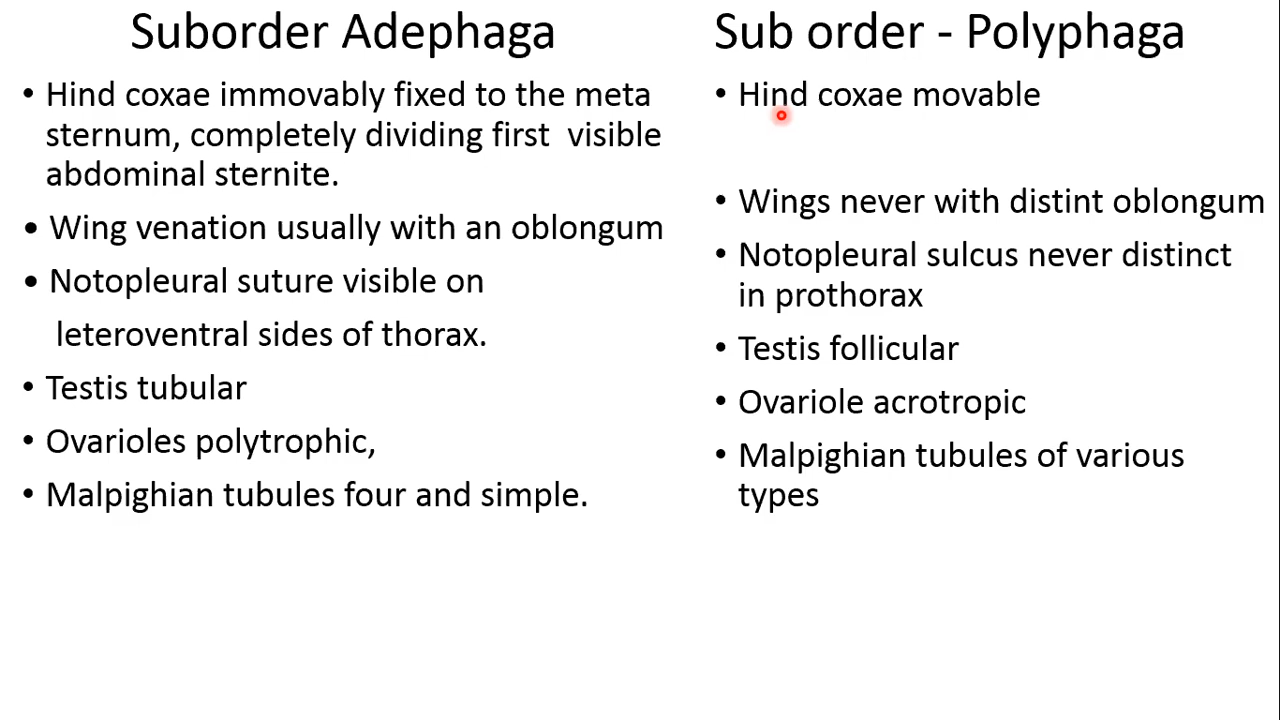 Suborder Adephaga
• Hind coxae immovably fixed to the meta
sternum, completely dividing first visible
abdominal sternite.
• Wing venation usually with an oblongum
• Notopleural suture visible on
leteroventral sides of thorax.
• Testis tubular
• Ovarioles polytrophic,
• Malpighian tubules four and simple.
Sub order - Polyphaga
• Hind coxae movable
• Wings never with distint oblongum
• Notopleural sulcus never distinct
in prothorax
• Testis follicular
• Ovariole acrotropic
• Malpighian tubules of various
types